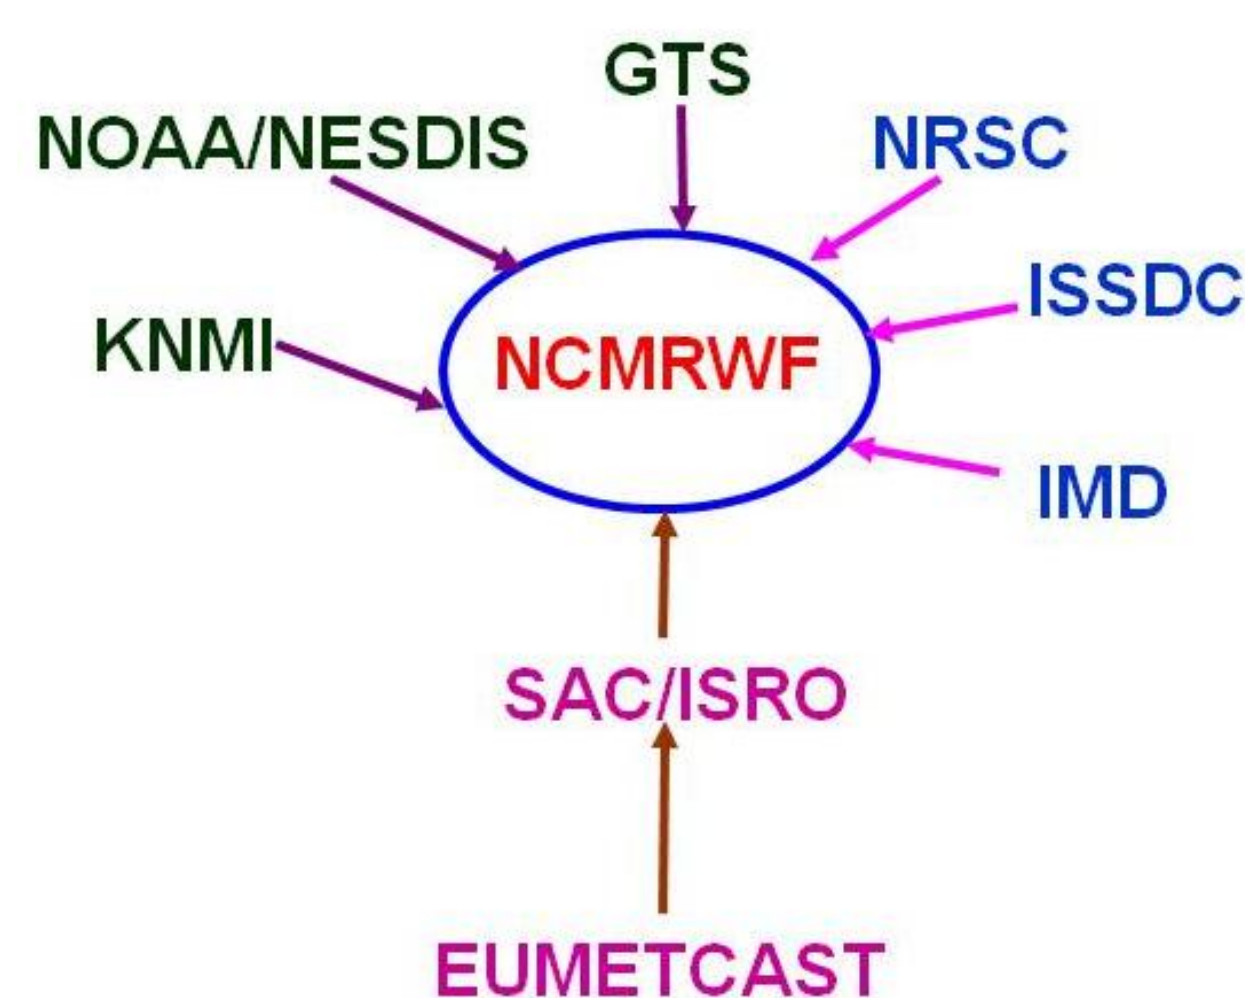 GTS
NOAA/NESDIS
NRSC
ISSDC
KNMI
NCMRWF
IMD
SAC/ISRO
EUMETCAST